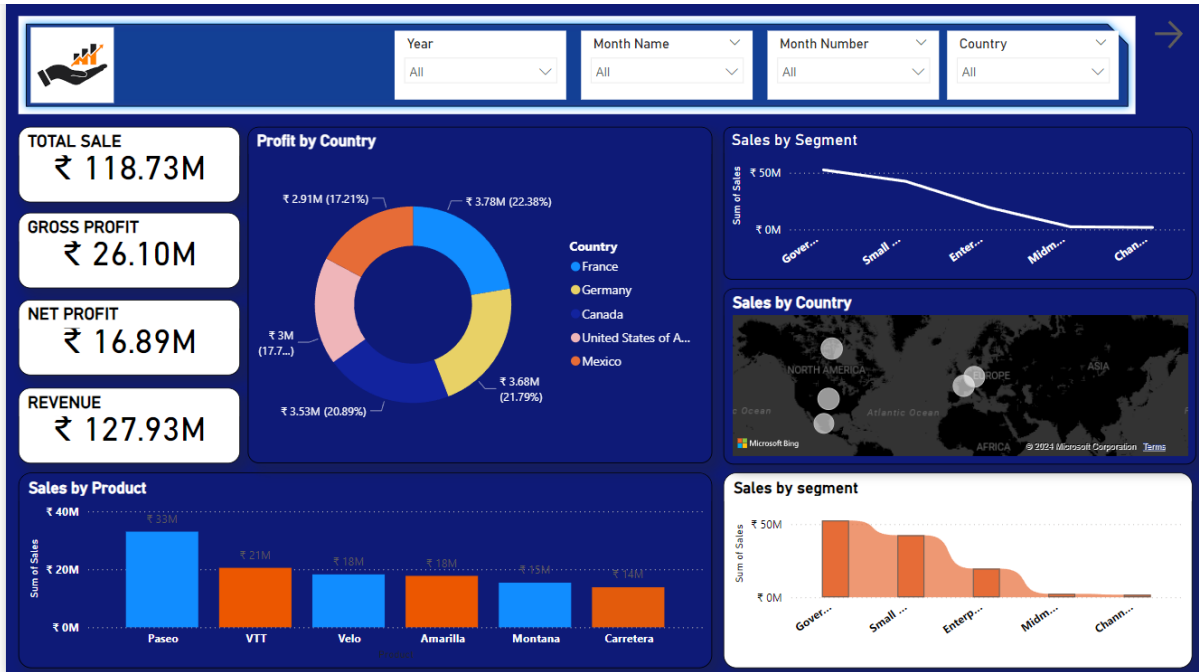 Year
All
Month Name
All
Month Number
All
Country
All
TOTAL SALE
₹ 118.73M
GROSS PROFIT
₹ 26.10M
NET PROFIT
₹ 16.89M
REVENUE
₹ 127.93M
Profit by Country
₹ 2.91M (17.21%)
₹ 3.78M (22.38%)
₹ 3M
(17.7...)
₹ 3.68M
(21.79%)
₹ 3.53M (20.89%)
Country
France
Germany
Canada
United States of A...
Mexico
Sales by Segment
Sum of Sales
₹ 50M
₹ 0M
Gover...
Small ...
Enter...
Midm...
Chan...
Sales by Country
NORTH AMERICA
EUROPE
ASIA
c Ocean
Atlantic Ocean
AFRICA
Microsoft Bing
© 2024 Microsoft Corporation Terms
Sales by Product
Sum of Sales
₹ 40M
₹ 20M
₹ 0M
₹ 33M
₹ 21M
₹ 18M
₹ 18M
₹ 15M
₹ 14M
Paseo
VTT
Velo
Amarilla
Montana
Carretera
Sales by segment
Sum of Sales
₹ 50M
₹ 0M
Gover...
Small ...
Enterp...
Midm...
Chann...